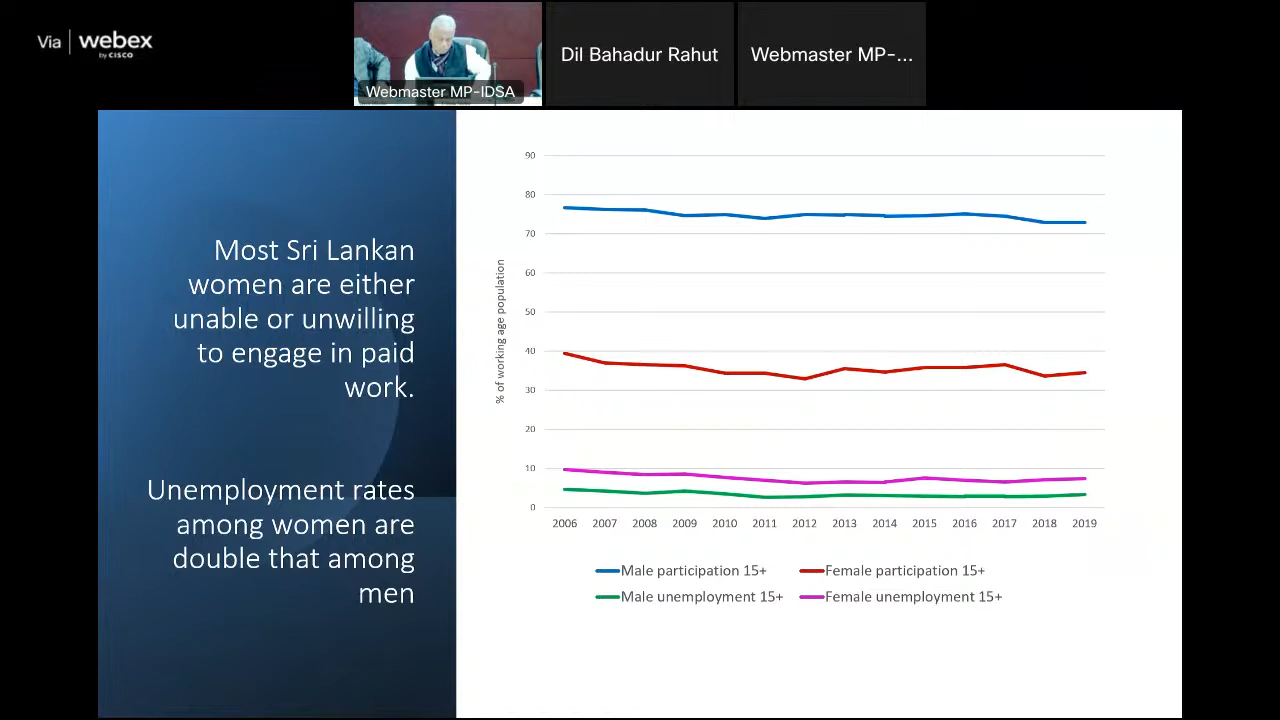 Via | webex
by CISCO
Webmaster MP-IDSA
Dil Bahadur Rahut
Webmaster MP-...
Most Sri Lankan
women are either
unable or unwilling
to engage in paid
work.
Unemployment rates
among women are
double that among
men
90
80
70
60
50
40
30
20
10
0
% of working age population
2006 2007 2008 2009 2010 2011 2012 2013 2014 2015 2016 2017 2018 2019
Male participation 15+ Female participation 15+
Male unemployment 15+ Female unemployment 15+